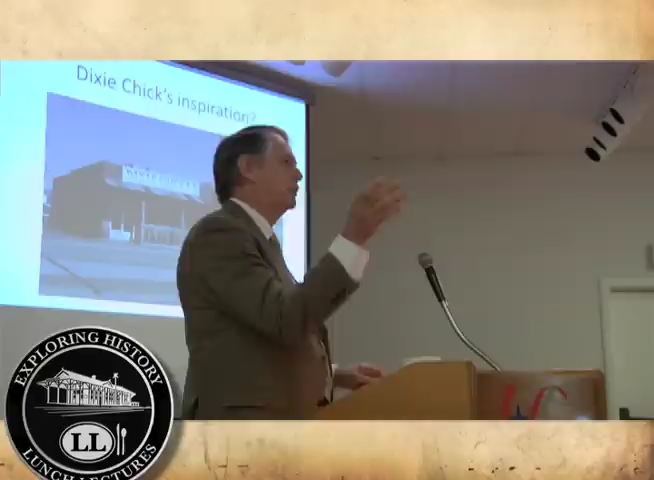 Dixie Chick's inspiration?
EXPLORING HISTORY
LL
LUNCH LECTURES